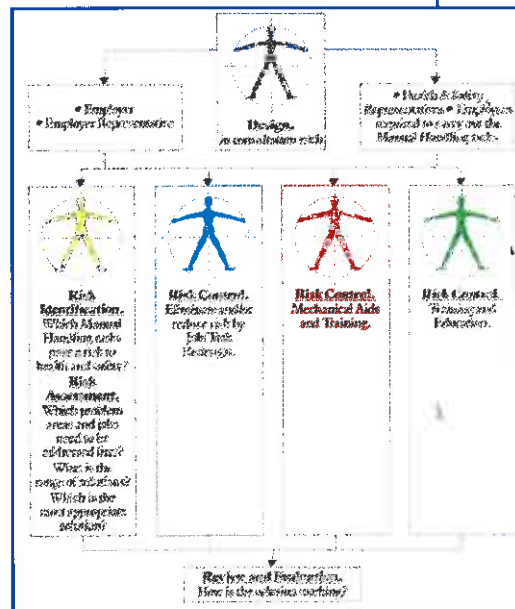 Design.
in consultation with
• Employer
• Employer Representative
• Health & Safety
Representatives • Employees
required to carry out the
Manual Handling tasks
Risk
Identification.
Which Manual
Handling tasks
pose a risk to
health and safety?
Risk
Assessment.
Which problem
areas and jobs
need to be
addressed first?
What is the
range of solutions?
Which is the
most appropriate
solution?
Risk Control.
Eliminate and/or
reduce risk by
Job/Task
Redesign.
Risk Control.
Mechanical Aids
and Training.
Risk Control.
Training and
Education.
Review and Evaluation.
How is the solution working?